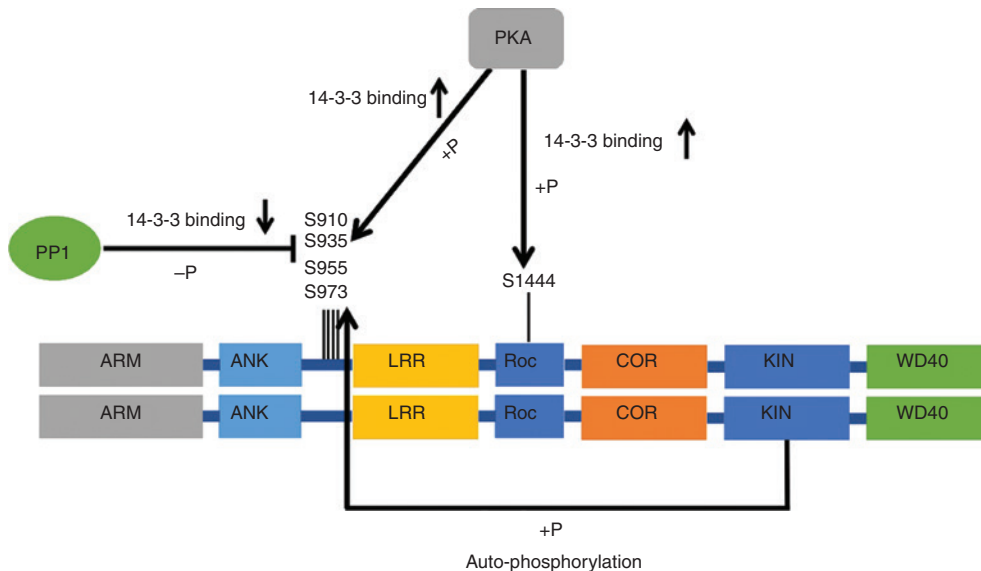 PKA
14-3-3 binding
+P
14-3-3 binding
+P
14-3-3 binding
PP1
–P
S910
S935
S955
S973
S1444
ARM ANK LRR Roc COR KIN WD40
ARM ANK LRR Roc COR KIN WD40
+P
Auto-phosphorylation